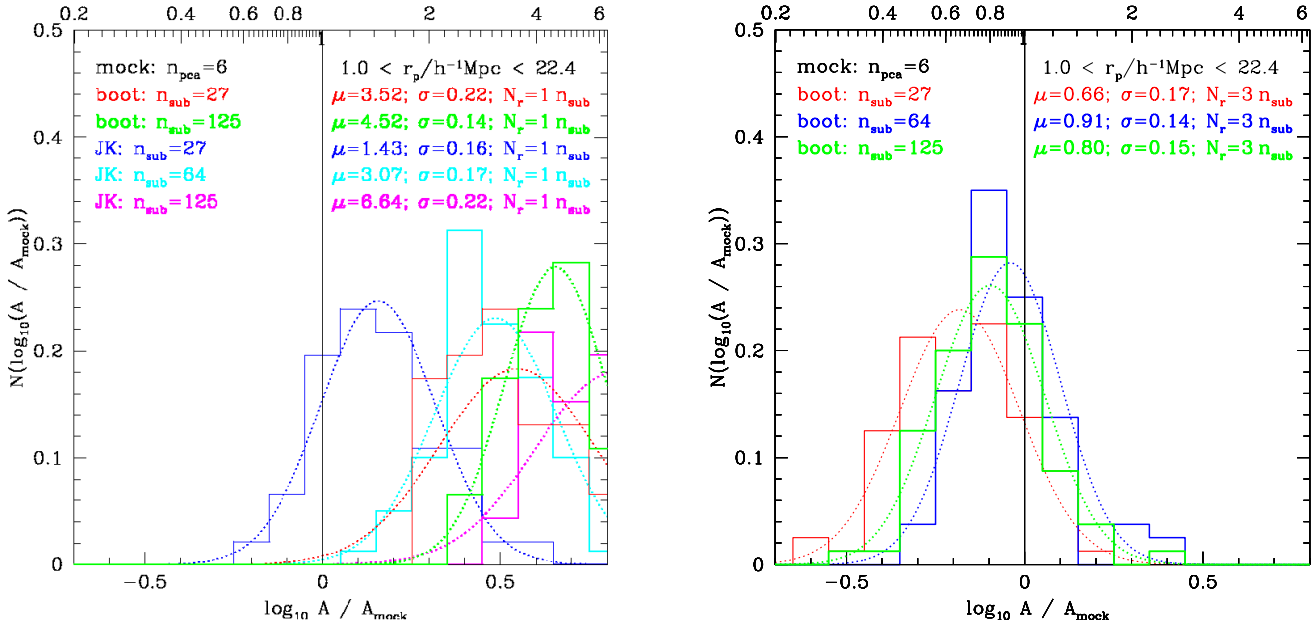 0.2 0.4 0.6 0.8 1 2 4 6
0.5
mock: n_pca=6 1.0 < r_p/h⁻¹Mpc < 22.4
boot: n_sub=27 μ=3.52; σ=0.22; N_r=1 n_sub
boot: n_sub=125 μ=4.52; σ=0.14; N_r=1 n_sub
0.4
JK: n_sub=27 μ=1.43; σ=0.16; N_r=1 n_sub
JK: n_sub=64 μ=3.07; σ=0.17; N_r=1 n_sub
JK: n_sub=125 μ=6.64; σ=0.22; N_r=1 n_sub
0.3
N(log₁₀(A / A_mock))
0.2
0.1
0
−0.5 0 0.5
log₁₀ A / A_mock
0.2 0.4 0.6 0.8 1 2 4 6
0.5
mock: n_pca=6 1.0 < r_p/h⁻¹Mpc < 22.4
boot: n_sub=27 μ=0.66; σ=0.17; N_r=3 n_sub
boot: n_sub=64 μ=0.91; σ=0.14; N_r=3 n_sub
0.4
boot: n_sub=125 μ=0.80; σ=0.15; N_r=3 n_sub
0.3
N(log₁₀(A / A_mock))
0.2
0.1
0
−0.5 0 0.5
log₁₀ A / A_mock